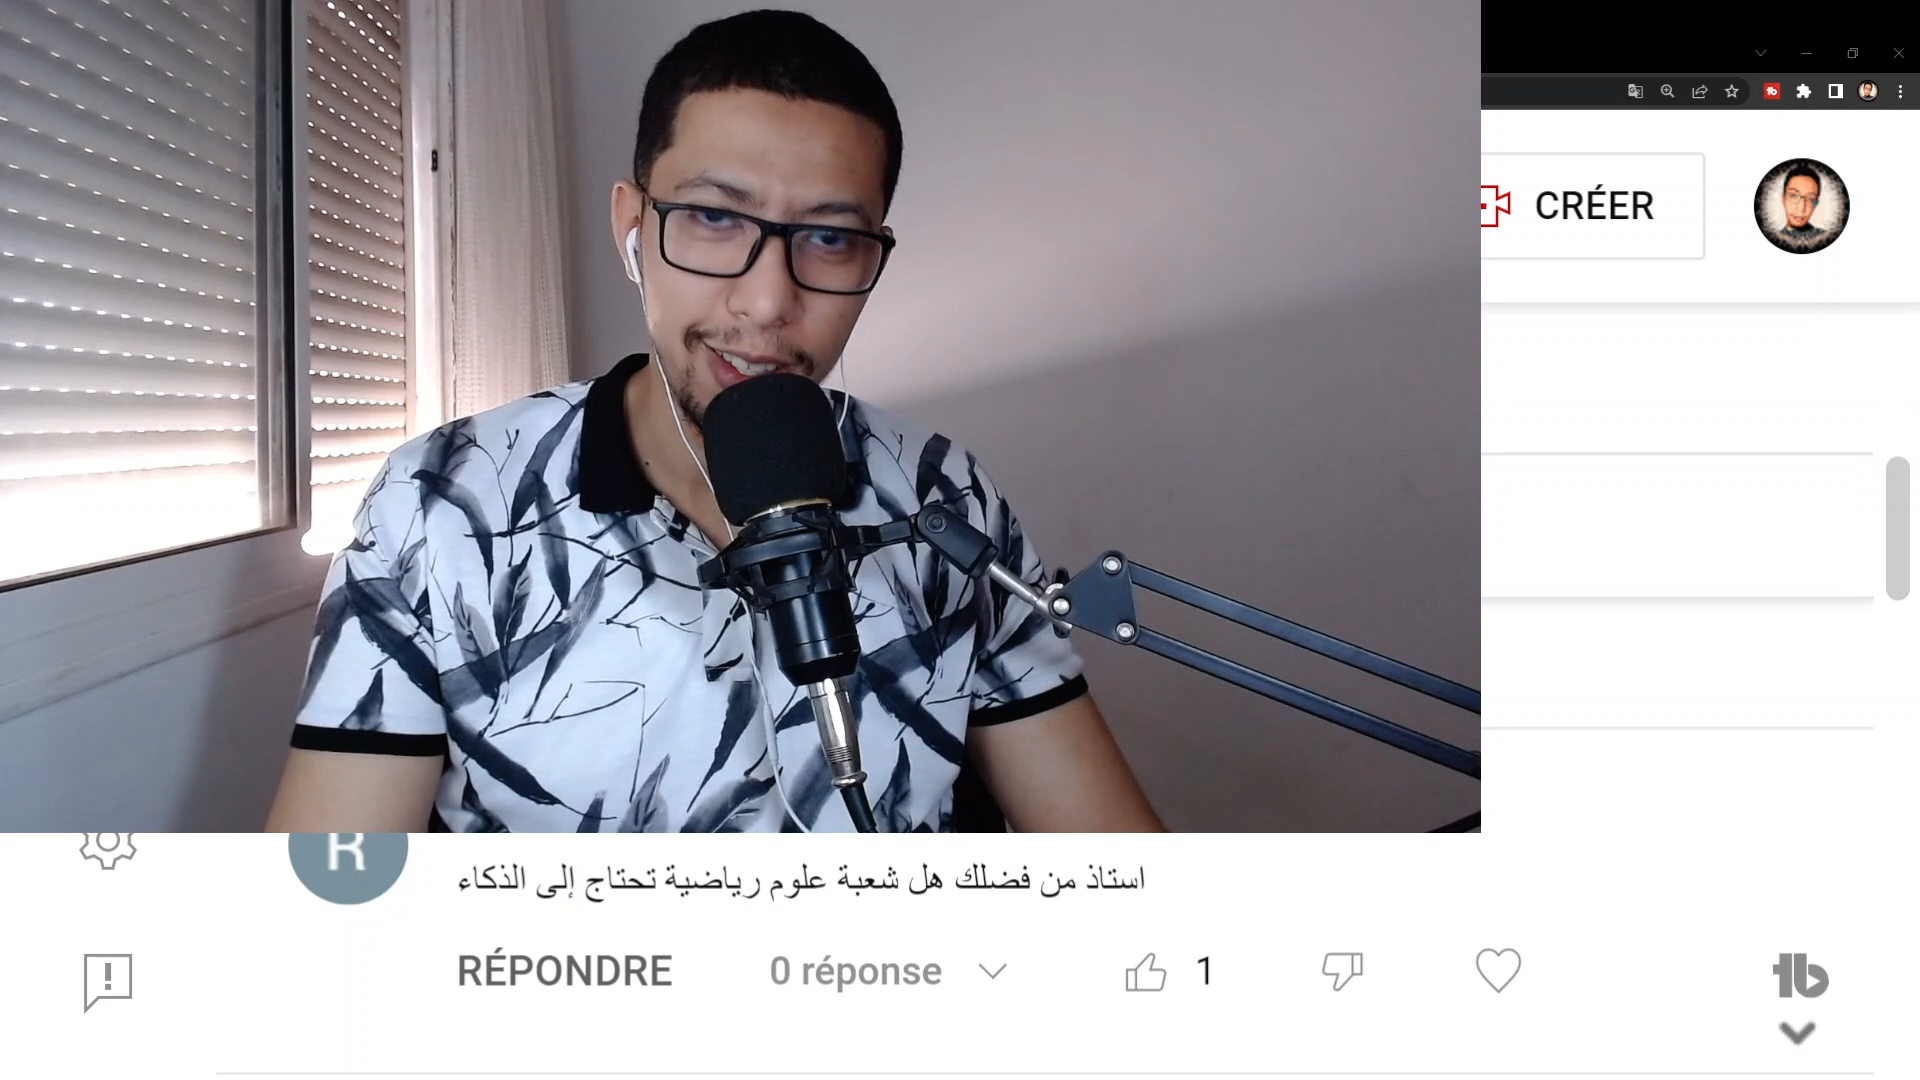 CRÉER
R
استاذ من فضلك هل شعبة علوم رياضية تحتاج إلى الذكاء
RÉPONDRE 0 réponse 1